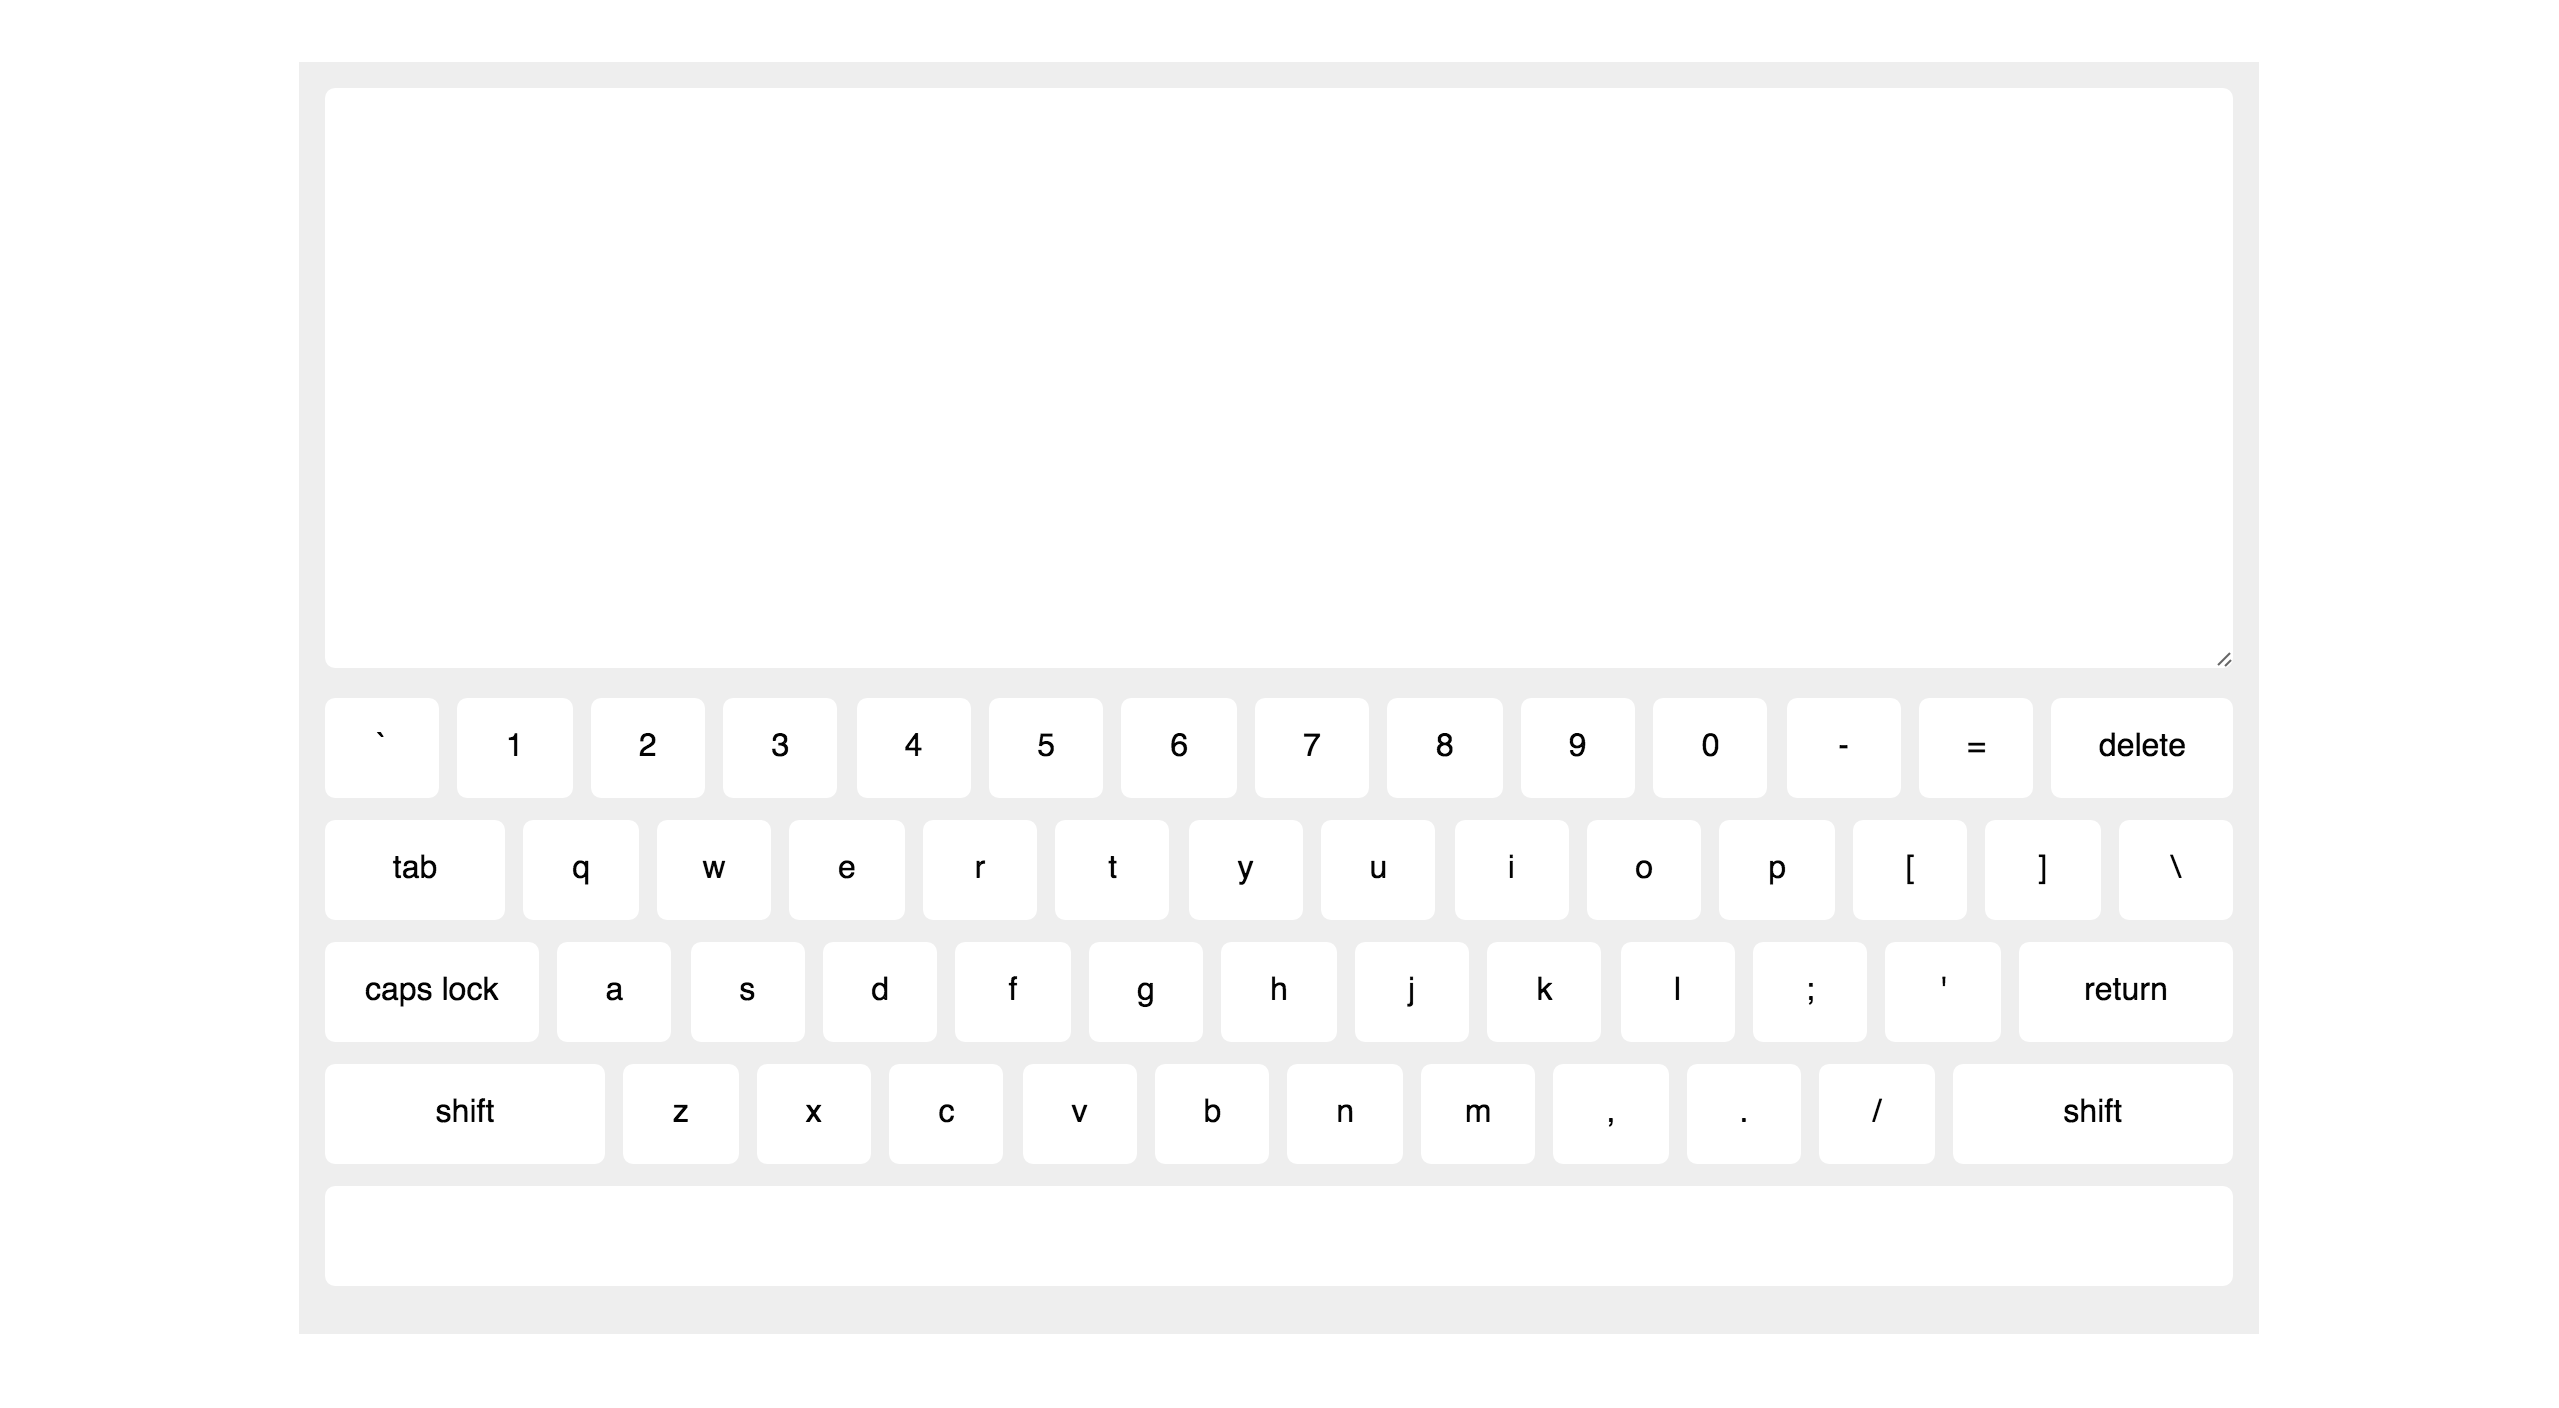 ` 1 2 3 4 5 6 7 8 9 0 - = delete
tab q w e r t y u i o p [ ] \
caps lock a s d f g h j k l ; ' return
shift z x c v b n m , . / shift